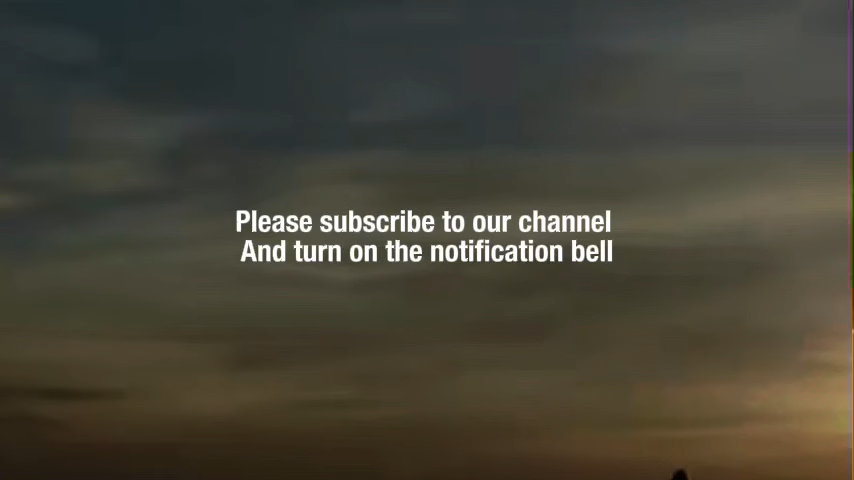 Please subscribe to our channel
And turn on the notification bell